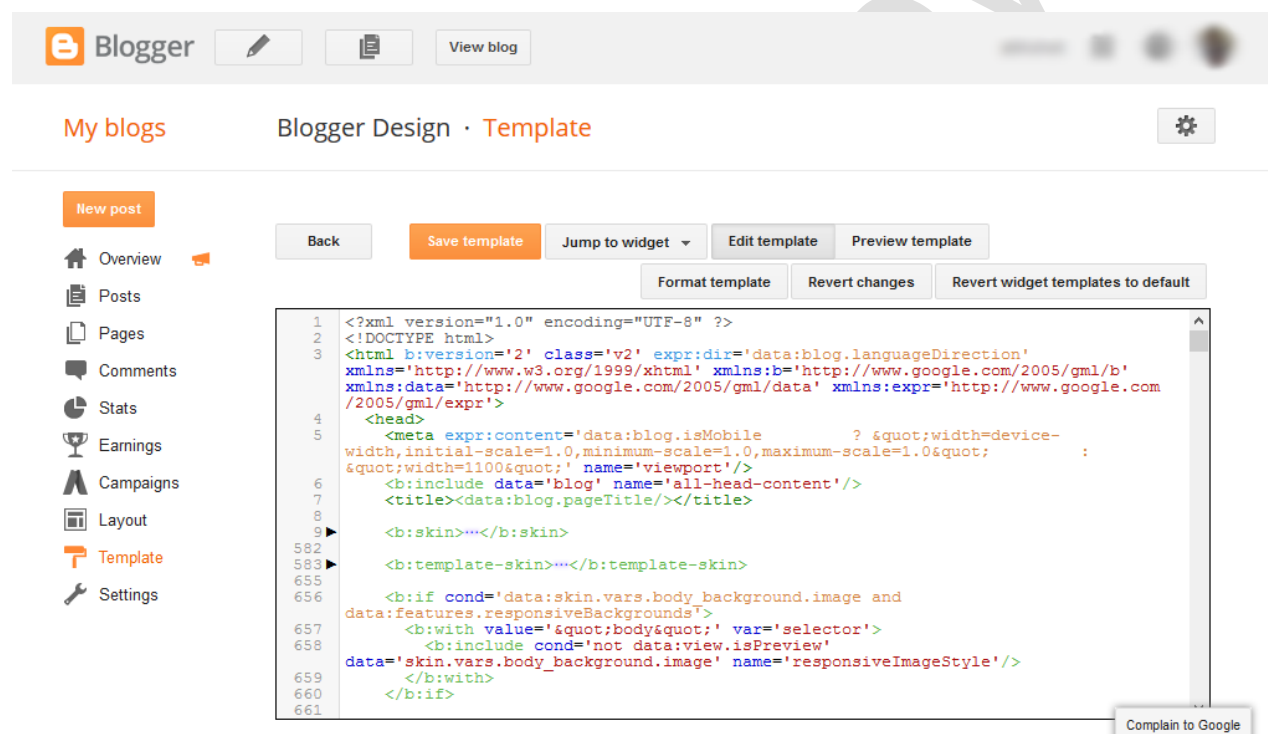 Blogger
View blog
My blogs
Blogger Design · Template
New post
Overview
Posts
Pages
Comments
Stats
Earnings
Campaigns
Layout
Template
Settings
Back
Save template
Jump to widget
Edit template
Preview template
Format template
Revert changes
Revert widget templates to default
1 <?xml version="1.0" encoding="UTF-8" ?>
2 <!DOCTYPE html>
3 <html b:version='2' class='v2' expr:dir='data:blog.languageDirection'
xmlns='http://www.w3.org/1999/xhtml' xmlns:b='http://www.google.com/2005/gml/b'
xmlns:data='http://www.google.com/2005/gml/data' xmlns:expr='http://www.google.com
/2005/gml/expr'>
4 <head>
5 <meta expr:content='data:blog.isMobile ? &quot;width=device-
width,initial-scale=1.0,minimum-scale=1.0,maximum-scale=1.0&quot; :
&quot;width=1100&quot;' name='viewport'/>
6 <b:include data='blog' name='all-head-content'/>
7 <title><data:blog.pageTitle/></title>
8
9 <b:skin>…</b:skin>
582
583 <b:template-skin>…</b:template-skin>
655
656 <b:if cond='data:skin.vars.body_background.image and
data:features.responsiveBackgrounds'>
657 <b:with value='&quot;body&quot;' var='selector'>
658 <b:include cond='not data:view.isPreview'
data='skin.vars.body_background.image' name='responsiveImageStyle'/>
659 </b:with>
660 </b:if>
661
Complain to Google